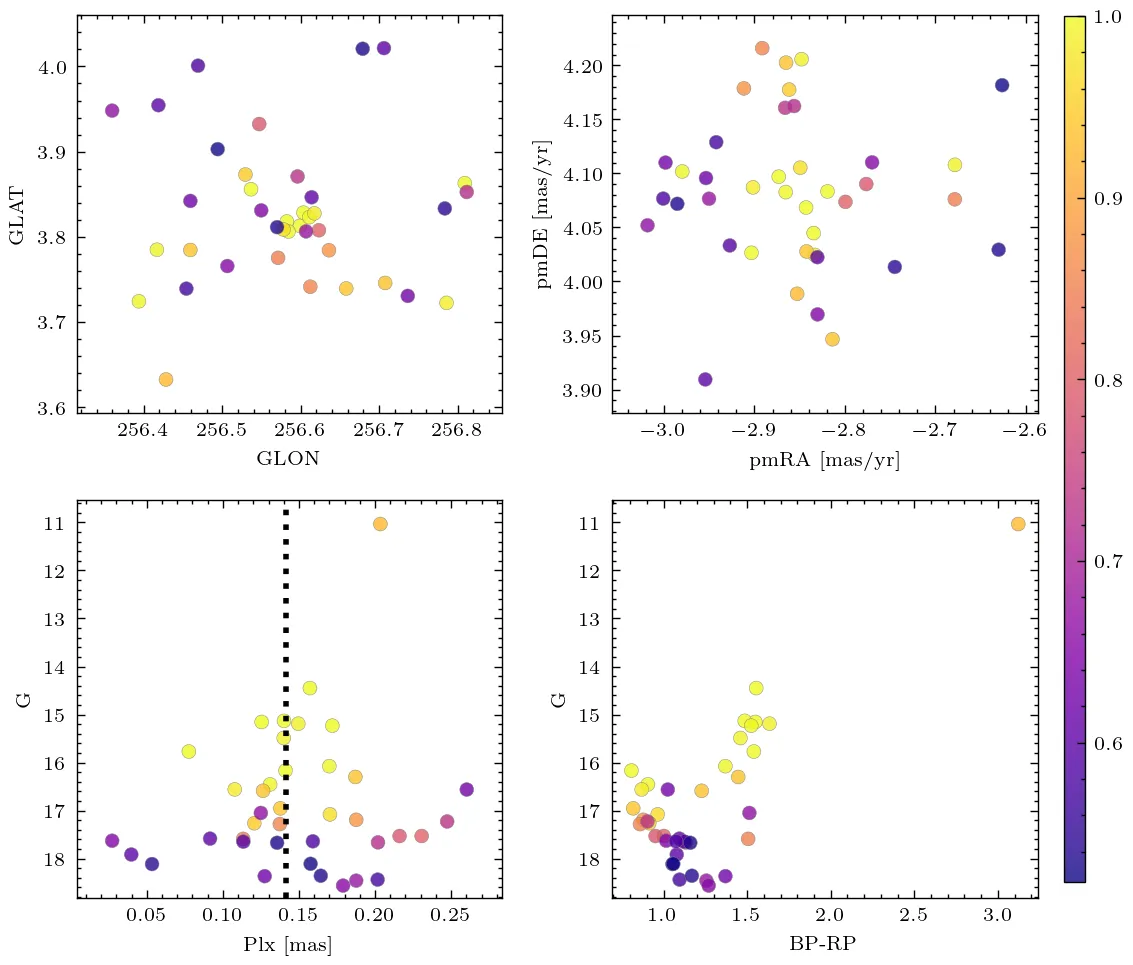 4.0
3.9
3.8
3.7
3.6
GLAT
256.4 256.5 256.6 256.7 256.8
GLON
4.20
4.15
4.10
4.05
4.00
3.95
3.90
pmDE [mas/yr]
−3.0 −2.9 −2.8 −2.7 −2.6
pmRA [mas/yr]
11
12
13
14
15
16
17
18
G
0.05 0.10 0.15 0.20 0.25
Plx [mas]
11
12
13
14
15
16
17
18
G
1.0 1.5 2.0 2.5 3.0
BP-RP
1.0
0.9
0.8
0.7
0.6